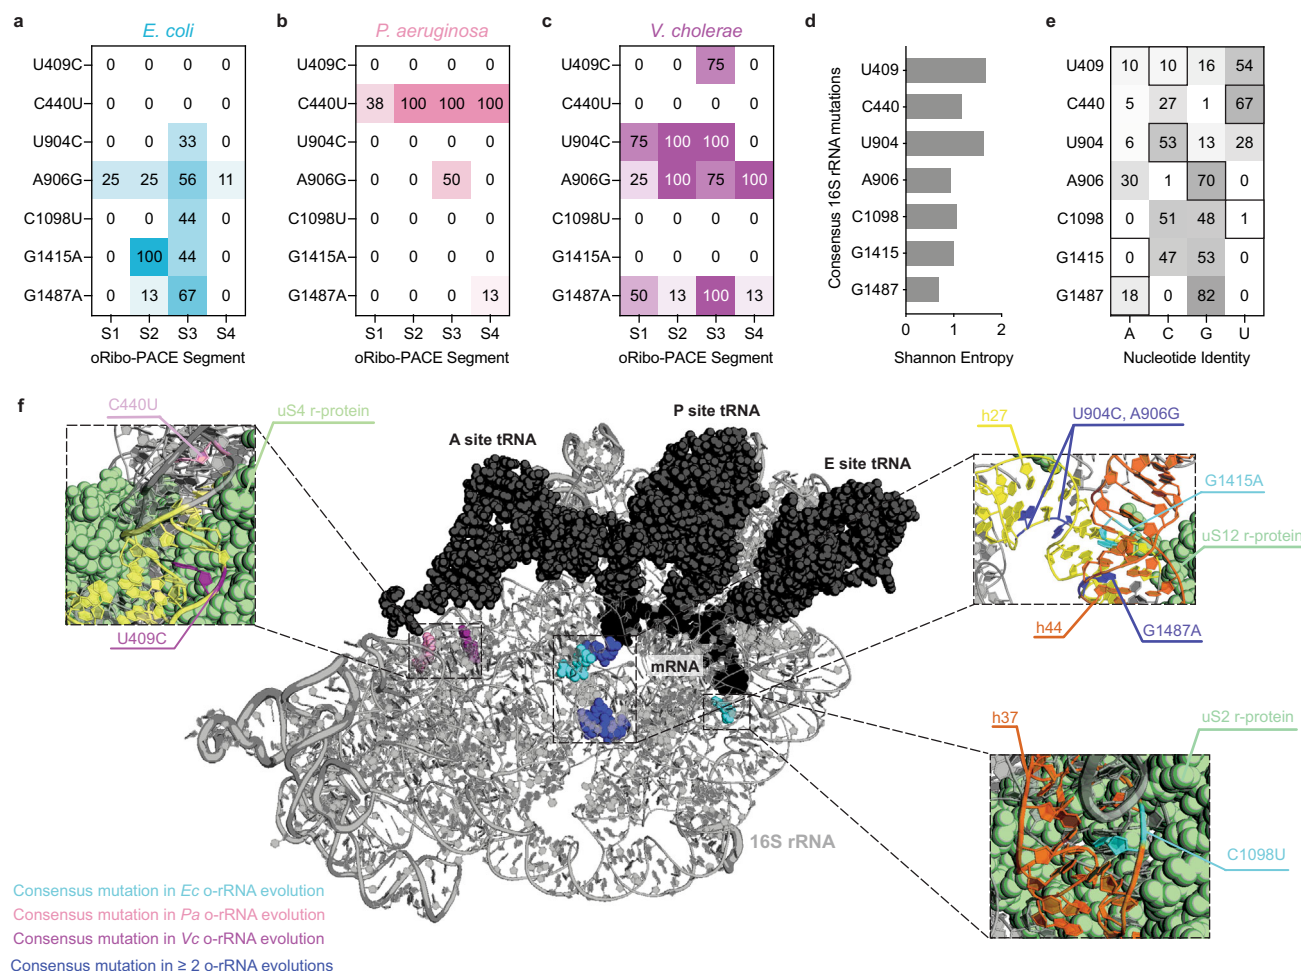 a
E. coli
U409C 0 0 0 0
C440U 0 0 0 0
U904C 0 0 33 0
A906G 25 25 56 11
C1098U 0 0 44 0
G1415A 0 100 44 0
G1487A 0 13 67 0
S1 S2 S3 S4
oRibo-PACE Segment
b
P. aeruginosa
U409C 0 0 0 0
C440U 38 100 100 100
U904C 0 0 0 0
A906G 0 0 50 0
C1098U 0 0 0 0
G1415A 0 0 0 0
G1487A 0 0 0 13
S1 S2 S3 S4
oRibo-PACE Segment
c
V. cholerae
U409C 0 0 75 0
C440U 0 0 0 0
U904C 75 100 100 0
A906G 25 100 75 100
C1098U 0 0 0 0
G1415A 0 0 0 0
G1487A 50 13 100 13
S1 S2 S3 S4
oRibo-PACE Segment
d
Consensus 16S rRNA mutations
U409
C440
U904
A906
C1098
G1415
G1487
0 1 2
Shannon Entropy
e
U409 10 10 16 54
C440 5 27 1 67
U904 6 53 13 28
A906 30 1 70 0
C1098 0 51 48 1
G1415 0 47 53 0
G1487 18 0 82 0
A C G U
Nucleotide Identity
f
C440U
uS4 r-protein
U409C
A site tRNA
P site tRNA
E site tRNA
mRNA
16S rRNA
h27
U904C, A906G
G1415A
uS12 r-protein
h44
G1487A
h37
uS2 r-protein
C1098U
Consensus mutation in Ec o-rRNA evolution
Consensus mutation in Pa o-rRNA evolution
Consensus mutation in Vc o-rRNA evolution
Consensus mutation in ≥ 2 o-rRNA evolutions